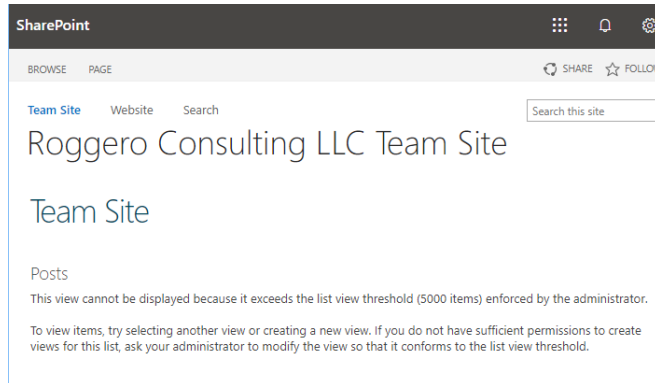 SharePoint
BROWSE PAGE SHARE
Team Site Website Search Search this site
Roggero Consulting LLC Team Site
Team Site
Posts
This view cannot be displayed because it exceeds the list view threshold (5000 items) enforced by the administrator.
To view items, try selecting another view or creating a new view. If you do not have sufficient permissions to create
views for this list, ask your administrator to modify the view so that it conforms to the list view threshold.